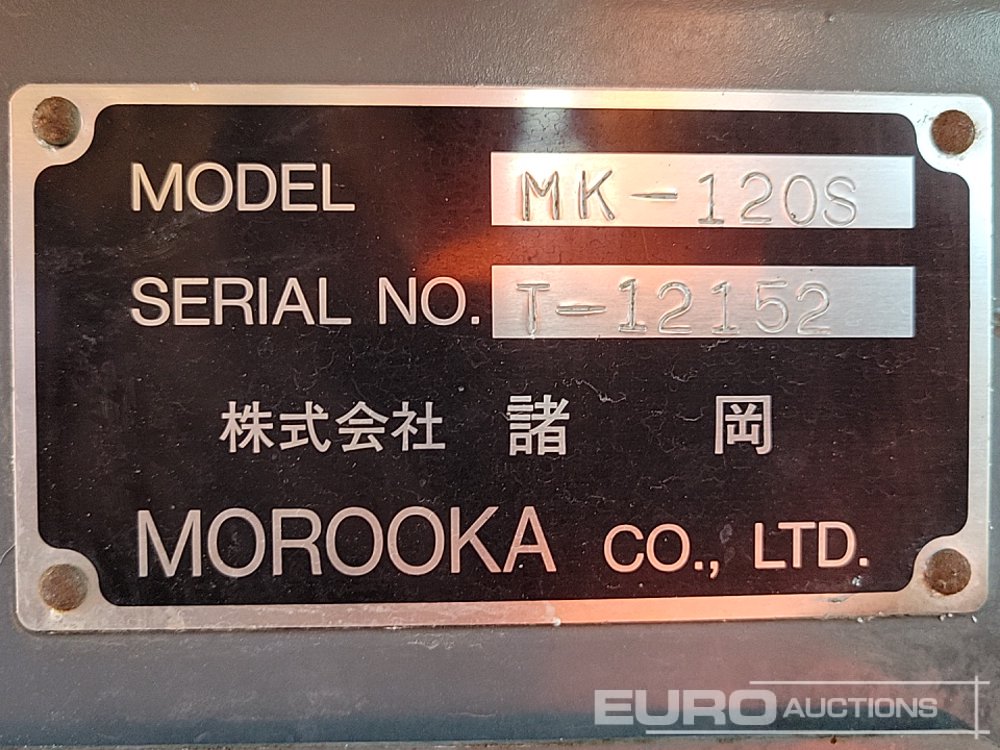 MODEL MK-120S
SERIAL NO. T-12152
株式会社 諸 岡
MOROOKA CO., LTD.
EURO AUCTIONS